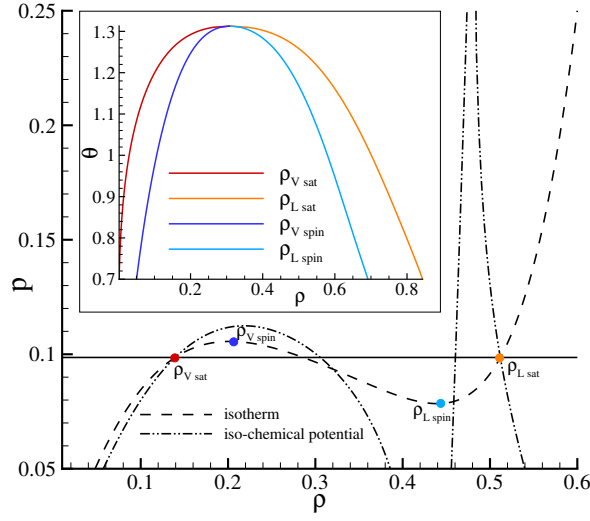 0.25
0.2
0.15
0.1
0.05
p
0.1 0.2 0.3 0.4 0.5 0.6
ρ
1.3
1.2
1.1
1
0.9
0.8
0.7
θ
0 0.2 0.4 0.6 0.8
ρ
ρV sat
ρL sat
ρV spin
ρL spin
ρV spin
ρV sat
ρL sat
ρL spin
isotherm
iso-chemical potential